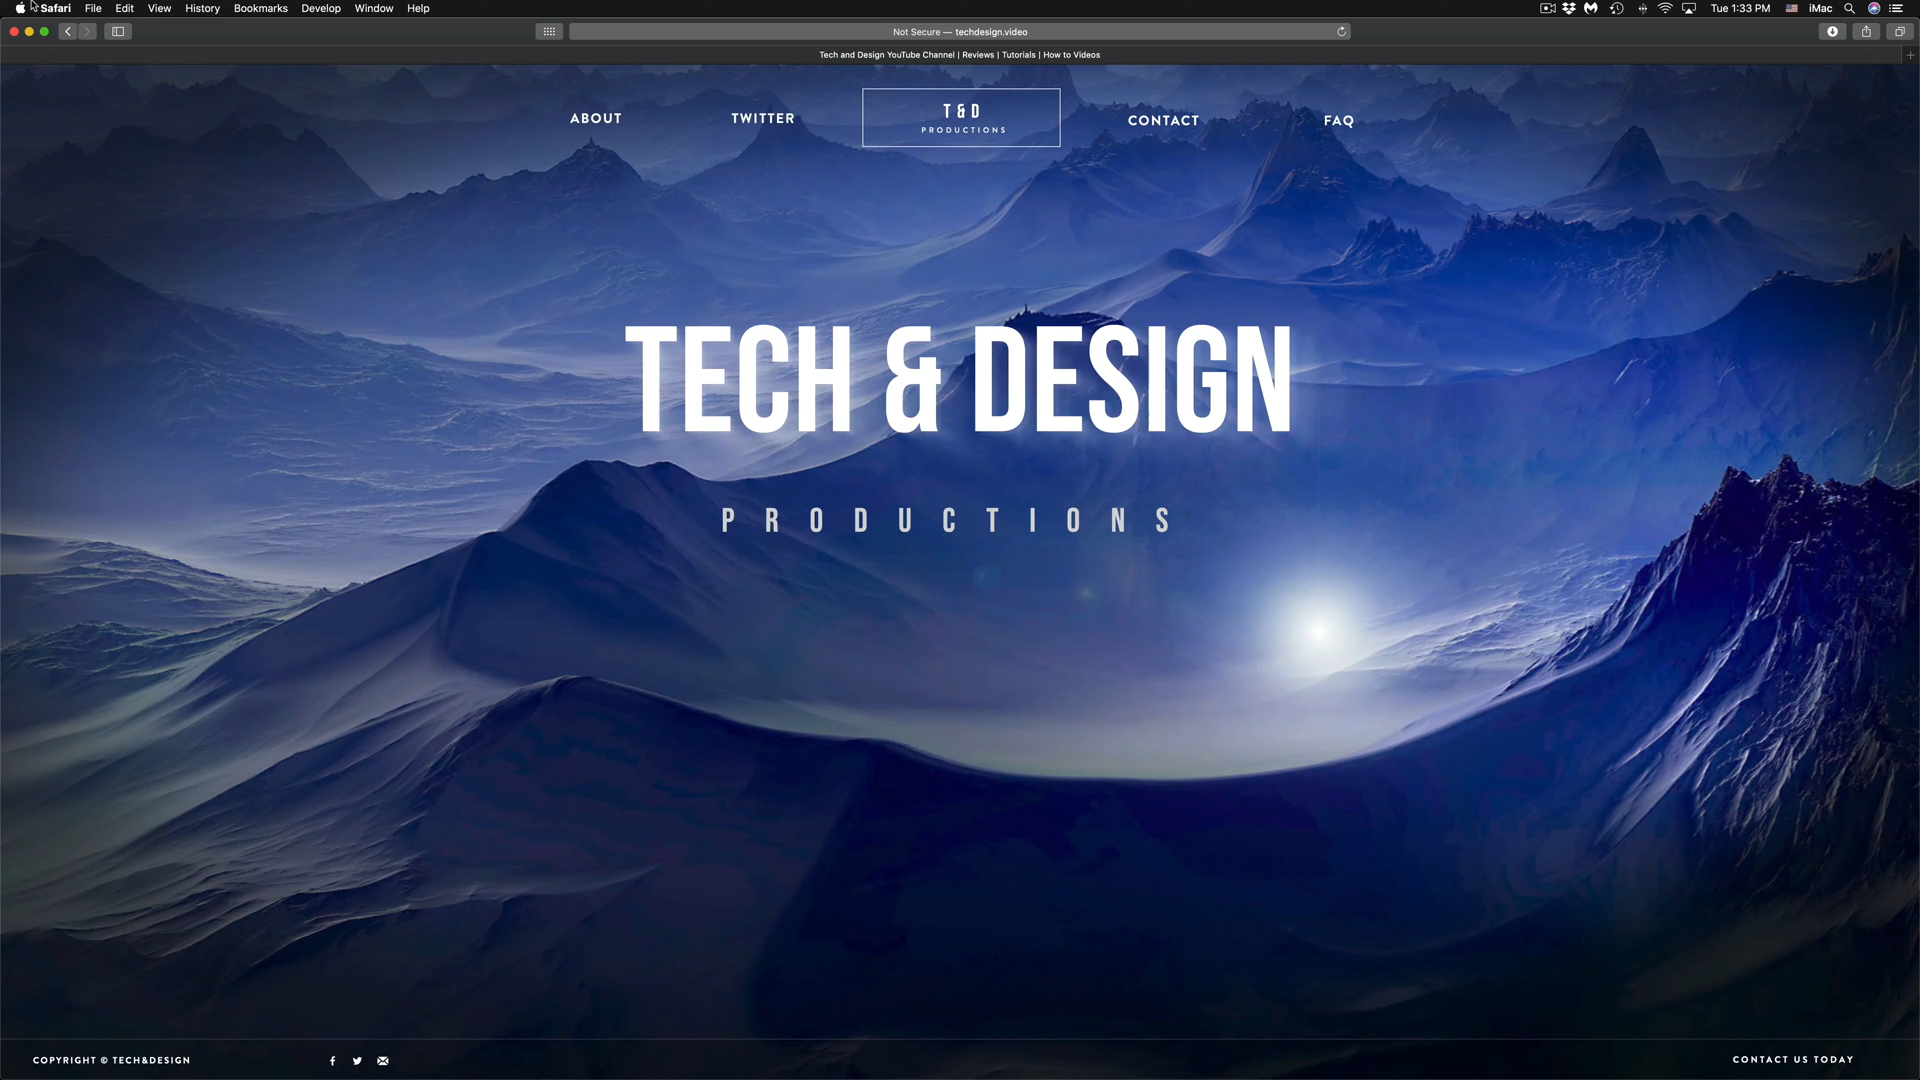 Safari File Edit View History Bookmarks Develop Window Help Tue 1:33 PM iMac
Not Secure — techdesign.video
Tech and Design YouTube Channel | Reviews | Tutorials | How to Videos
ABOUT TWITTER T&D CONTACT FAQ
PRODUCTIONS
TECH & DESIGN
PRODUCTIONS
COPYRIGHT © TECH&DESIGN CONTACT US TODAY